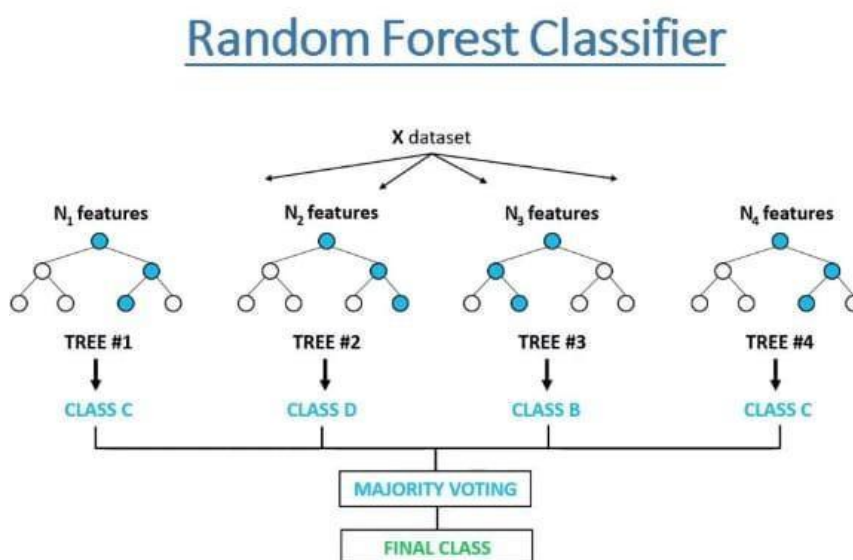 Random Forest Classifier
X dataset
N₁ features N₂ features N₃ features N₄ features
TREE #1 TREE #2 TREE #3 TREE #4
CLASS C CLASS D CLASS B CLASS C
MAJORITY VOTING
FINAL CLASS